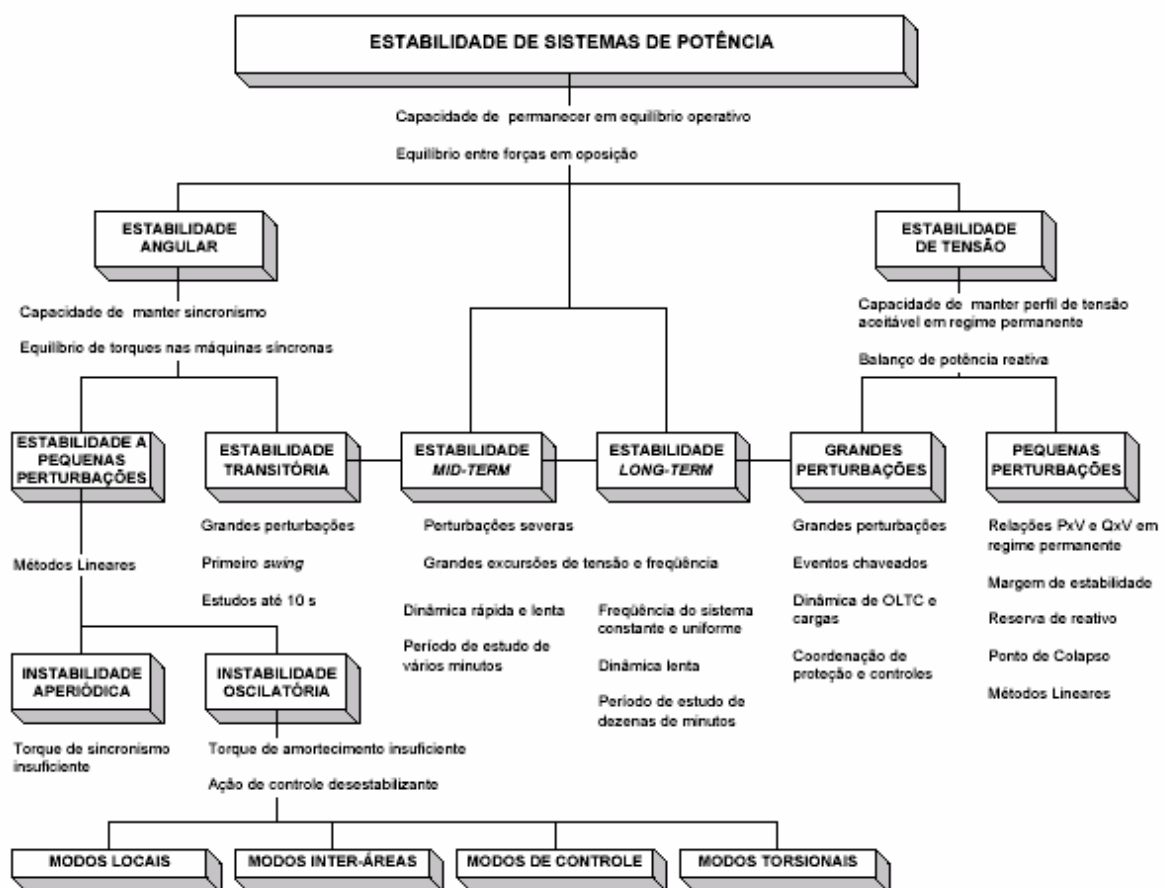 ESTABILIDADE DE SISTEMAS DE POTÊNCIA
Capacidade de permanecer em equilíbrio operativo
Equilíbrio entre forças em oposição
ESTABILIDADE
ANGULAR
Capacidade de manter sincronismo
Equilíbrio de torques nas máquinas síncronas
ESTABILIDADE
DE TENSÃO
Capacidade de manter perfil de tensão
aceitável em regime permanente
Balanço de potência reativa
ESTABILIDADE A
PEQUENAS
PERTURBAÇÕES
Métodos Lineares
ESTABILIDADE
TRANSITÓRIA
Grandes perturbações
Primeiro swing
Estudos até 10 s
ESTABILIDADE
MID-TERM
ESTABILIDADE
LONG-TERM
Perturbações severas
Grandes excursões de tensão e freqüência
Dinâmica rápida e lenta
Período de estudo de
vários minutos
Freqüência do sistema
constante e uniforme
Dinâmica lenta
Período de estudo de
dezenas de minutos
GRANDES
PERTURBAÇÕES
Grandes perturbações
Eventos chaveados
Dinâmica de OLTC e
cargas
Coordenação de
proteção e controles
PEQUENAS
PERTURBAÇÕES
Relações PxV e QxV em
regime permanente
Margem de estabilidade
Reserva de reativo
Ponto de Colapso
Métodos Lineares
INSTABILIDADE
APERIÓDICA
Torque de sincronismo
insuficiente
INSTABILIDADE
OSCILATÓRIA
Torque de amortecimento insuficiente
Ação de controle desestabilizante
MODOS LOCAIS
MODOS INTER-ÁREAS
MODOS DE CONTROLE
MODOS TORSIONAIS